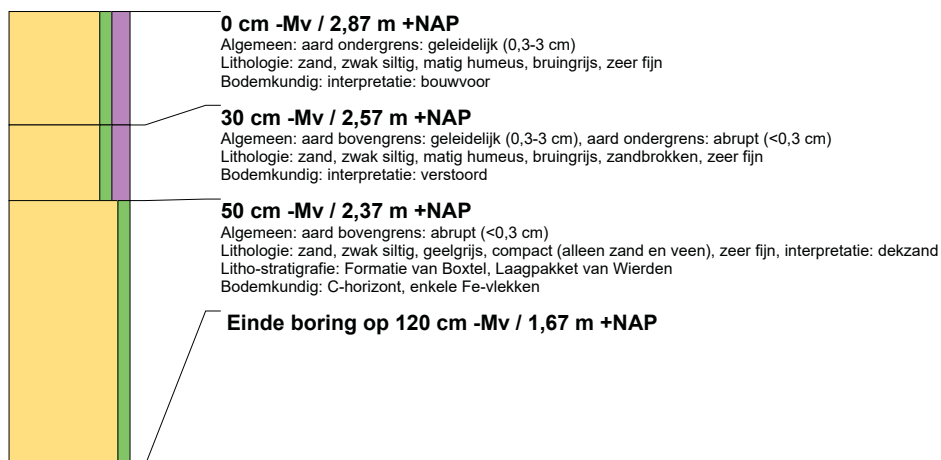 0 cm -Mv / 2,87 m +NAP
Algemeen: aard ondergrens: geleidelijk (0,3-3 cm)
Lithologie: zand, zwak siltig, matig humeus, bruingrijs, zeer fijn
Bodemkundig: interpretatie: bouwvoor
30 cm -Mv / 2,57 m +NAP
Algemeen: aard bovengrens: geleidelijk (0,3-3 cm), aard ondergrens: abrupt (<0,3 cm)
Lithologie: zand, zwak siltig, matig humeus, bruingrijs, zandbrokken, zeer fijn
Bodemkundig: interpretatie: verstoord
50 cm -Mv / 2,37 m +NAP
Algemeen: aard bovengrens: abrupt (<0,3 cm)
Lithologie: zand, zwak siltig, geelgrijs, compact (alleen zand en veen), zeer fijn, interpretatie: dekzand
Litho-stratigrafie: Formatie van Boxtel, Laagpakket van Wierden
Bodemkundig: C-horizont, enkele Fe-vlekken
Einde boring op 120 cm -Mv / 1,67 m +NAP